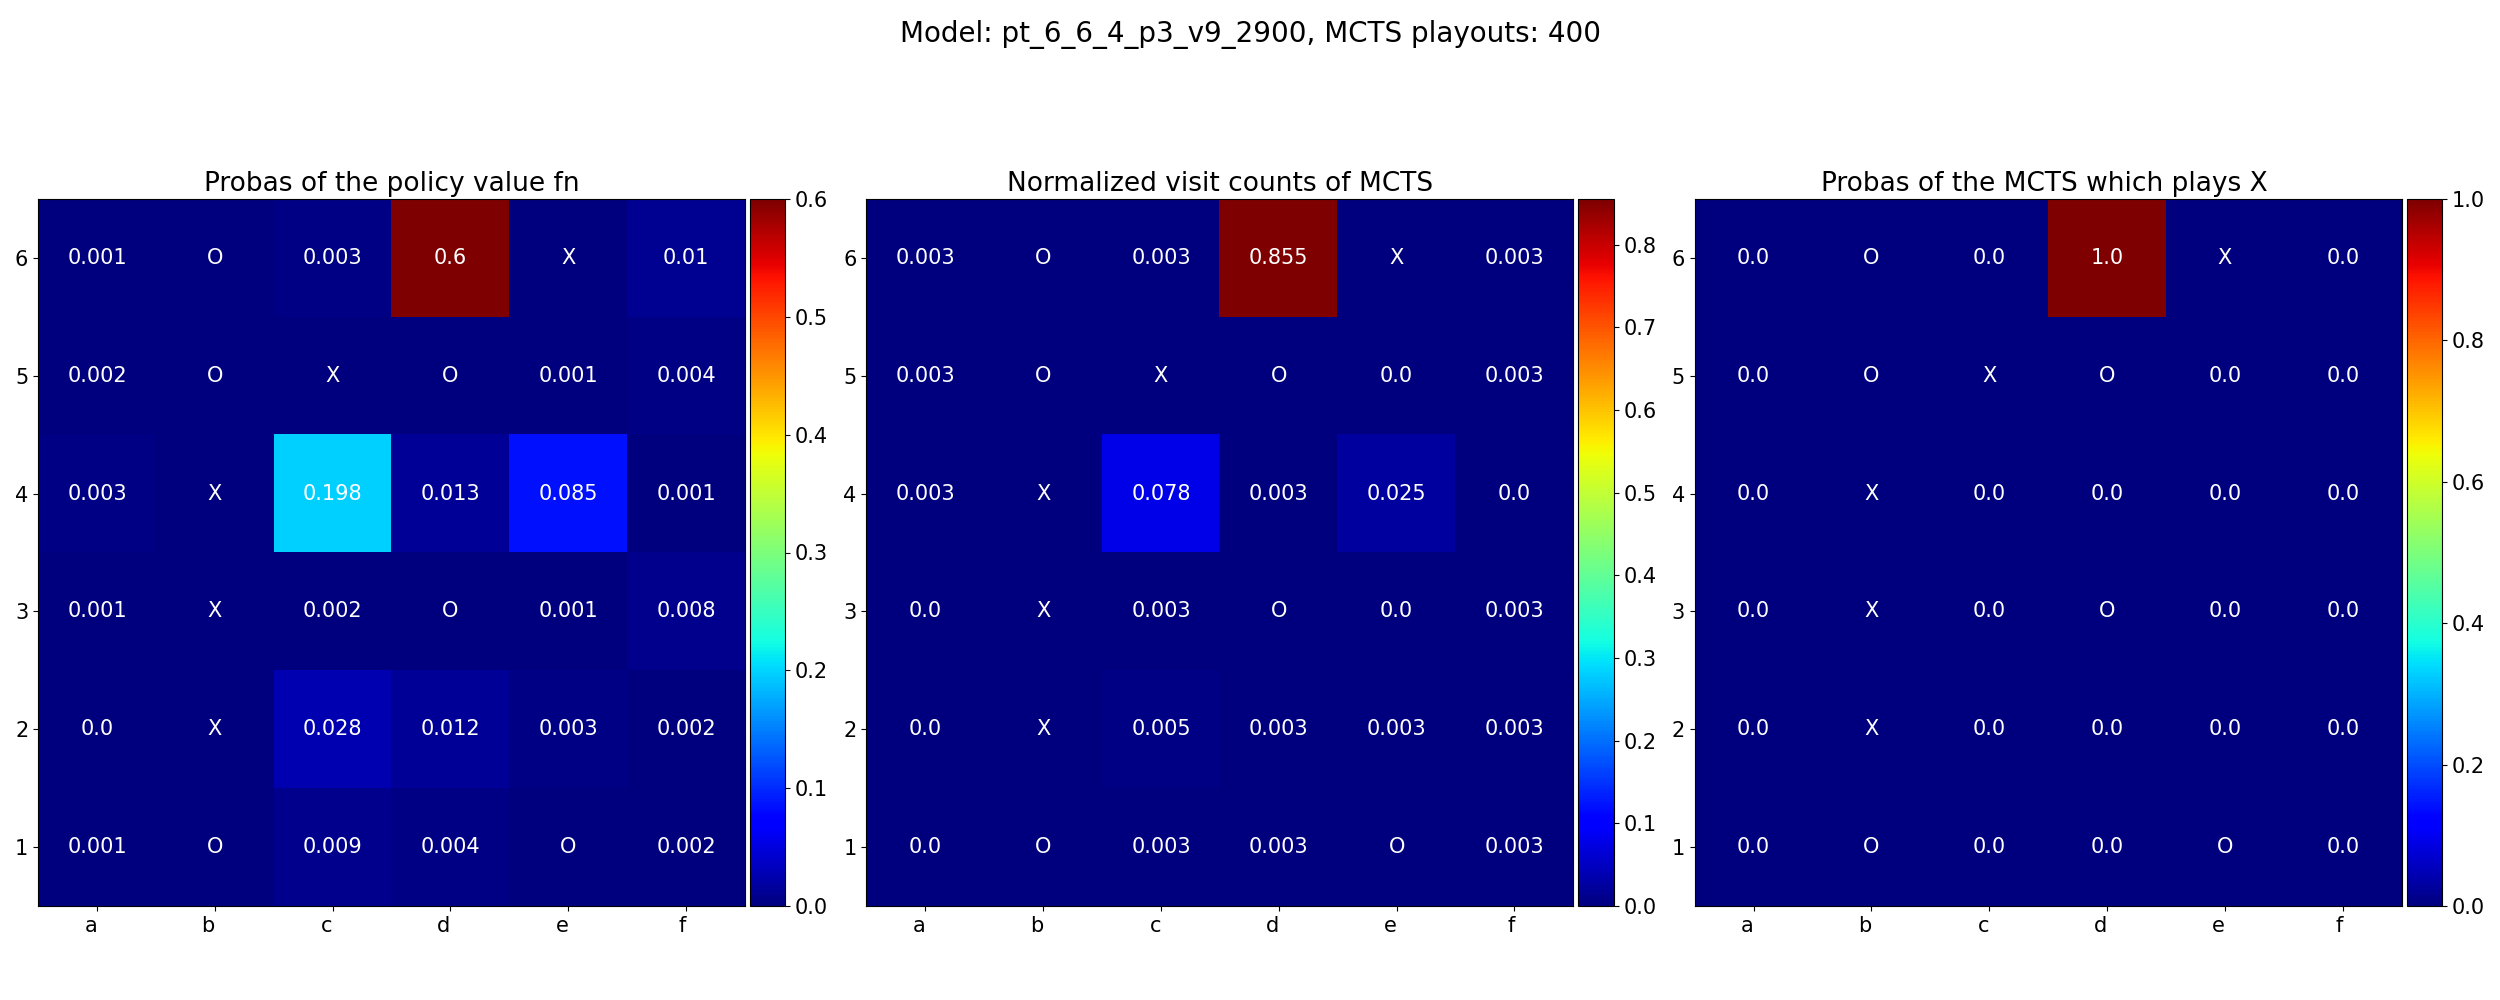 Model: pt_6_6_4_p3_v9_2900, MCTS playouts: 400
Probas of the policy value fn
6 0.001 O 0.003 0.6 X 0.01
5 0.002 O X O 0.001 0.004
4 0.003 X 0.198 0.013 0.085 0.001
3 0.001 X 0.002 O 0.001 0.008
2 0.0 X 0.028 0.012 0.003 0.002
1 0.001 O 0.009 0.004 O 0.002
a b c d e f
0.6
0.5
0.4
0.3
0.2
0.1
0.0
Normalized visit counts of MCTS
6 0.003 O 0.003 0.855 X 0.003
5 0.003 O X O 0.0 0.003
4 0.003 X 0.078 0.003 0.025 0.0
3 0.0 X 0.003 O 0.0 0.003
2 0.0 X 0.005 0.003 0.003 0.003
1 0.0 O 0.003 0.003 O 0.003
a b c d e f
0.8
0.7
0.6
0.5
0.4
0.3
0.2
0.1
0.0
Probas of the MCTS which plays X
6 0.0 O 0.0 1.0 X 0.0
5 0.0 O X O 0.0 0.0
4 0.0 X 0.0 0.0 0.0 0.0
3 0.0 X 0.0 O 0.0 0.0
2 0.0 X 0.0 0.0 0.0 0.0
1 0.0 O 0.0 0.0 O 0.0
a b c d e f
1.0
0.8
0.6
0.4
0.2
0.0